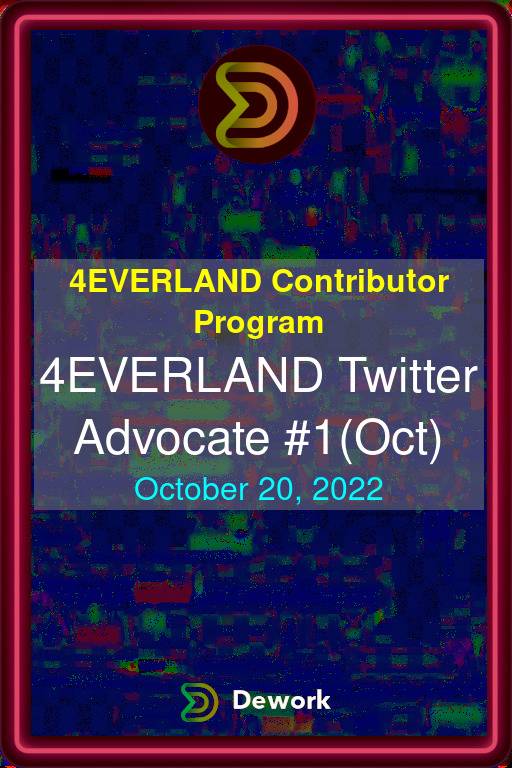 4EVERLAND Contributor
Program
4EVERLAND Twitter
Advocate #1(Oct)
October 20, 2022
Dework